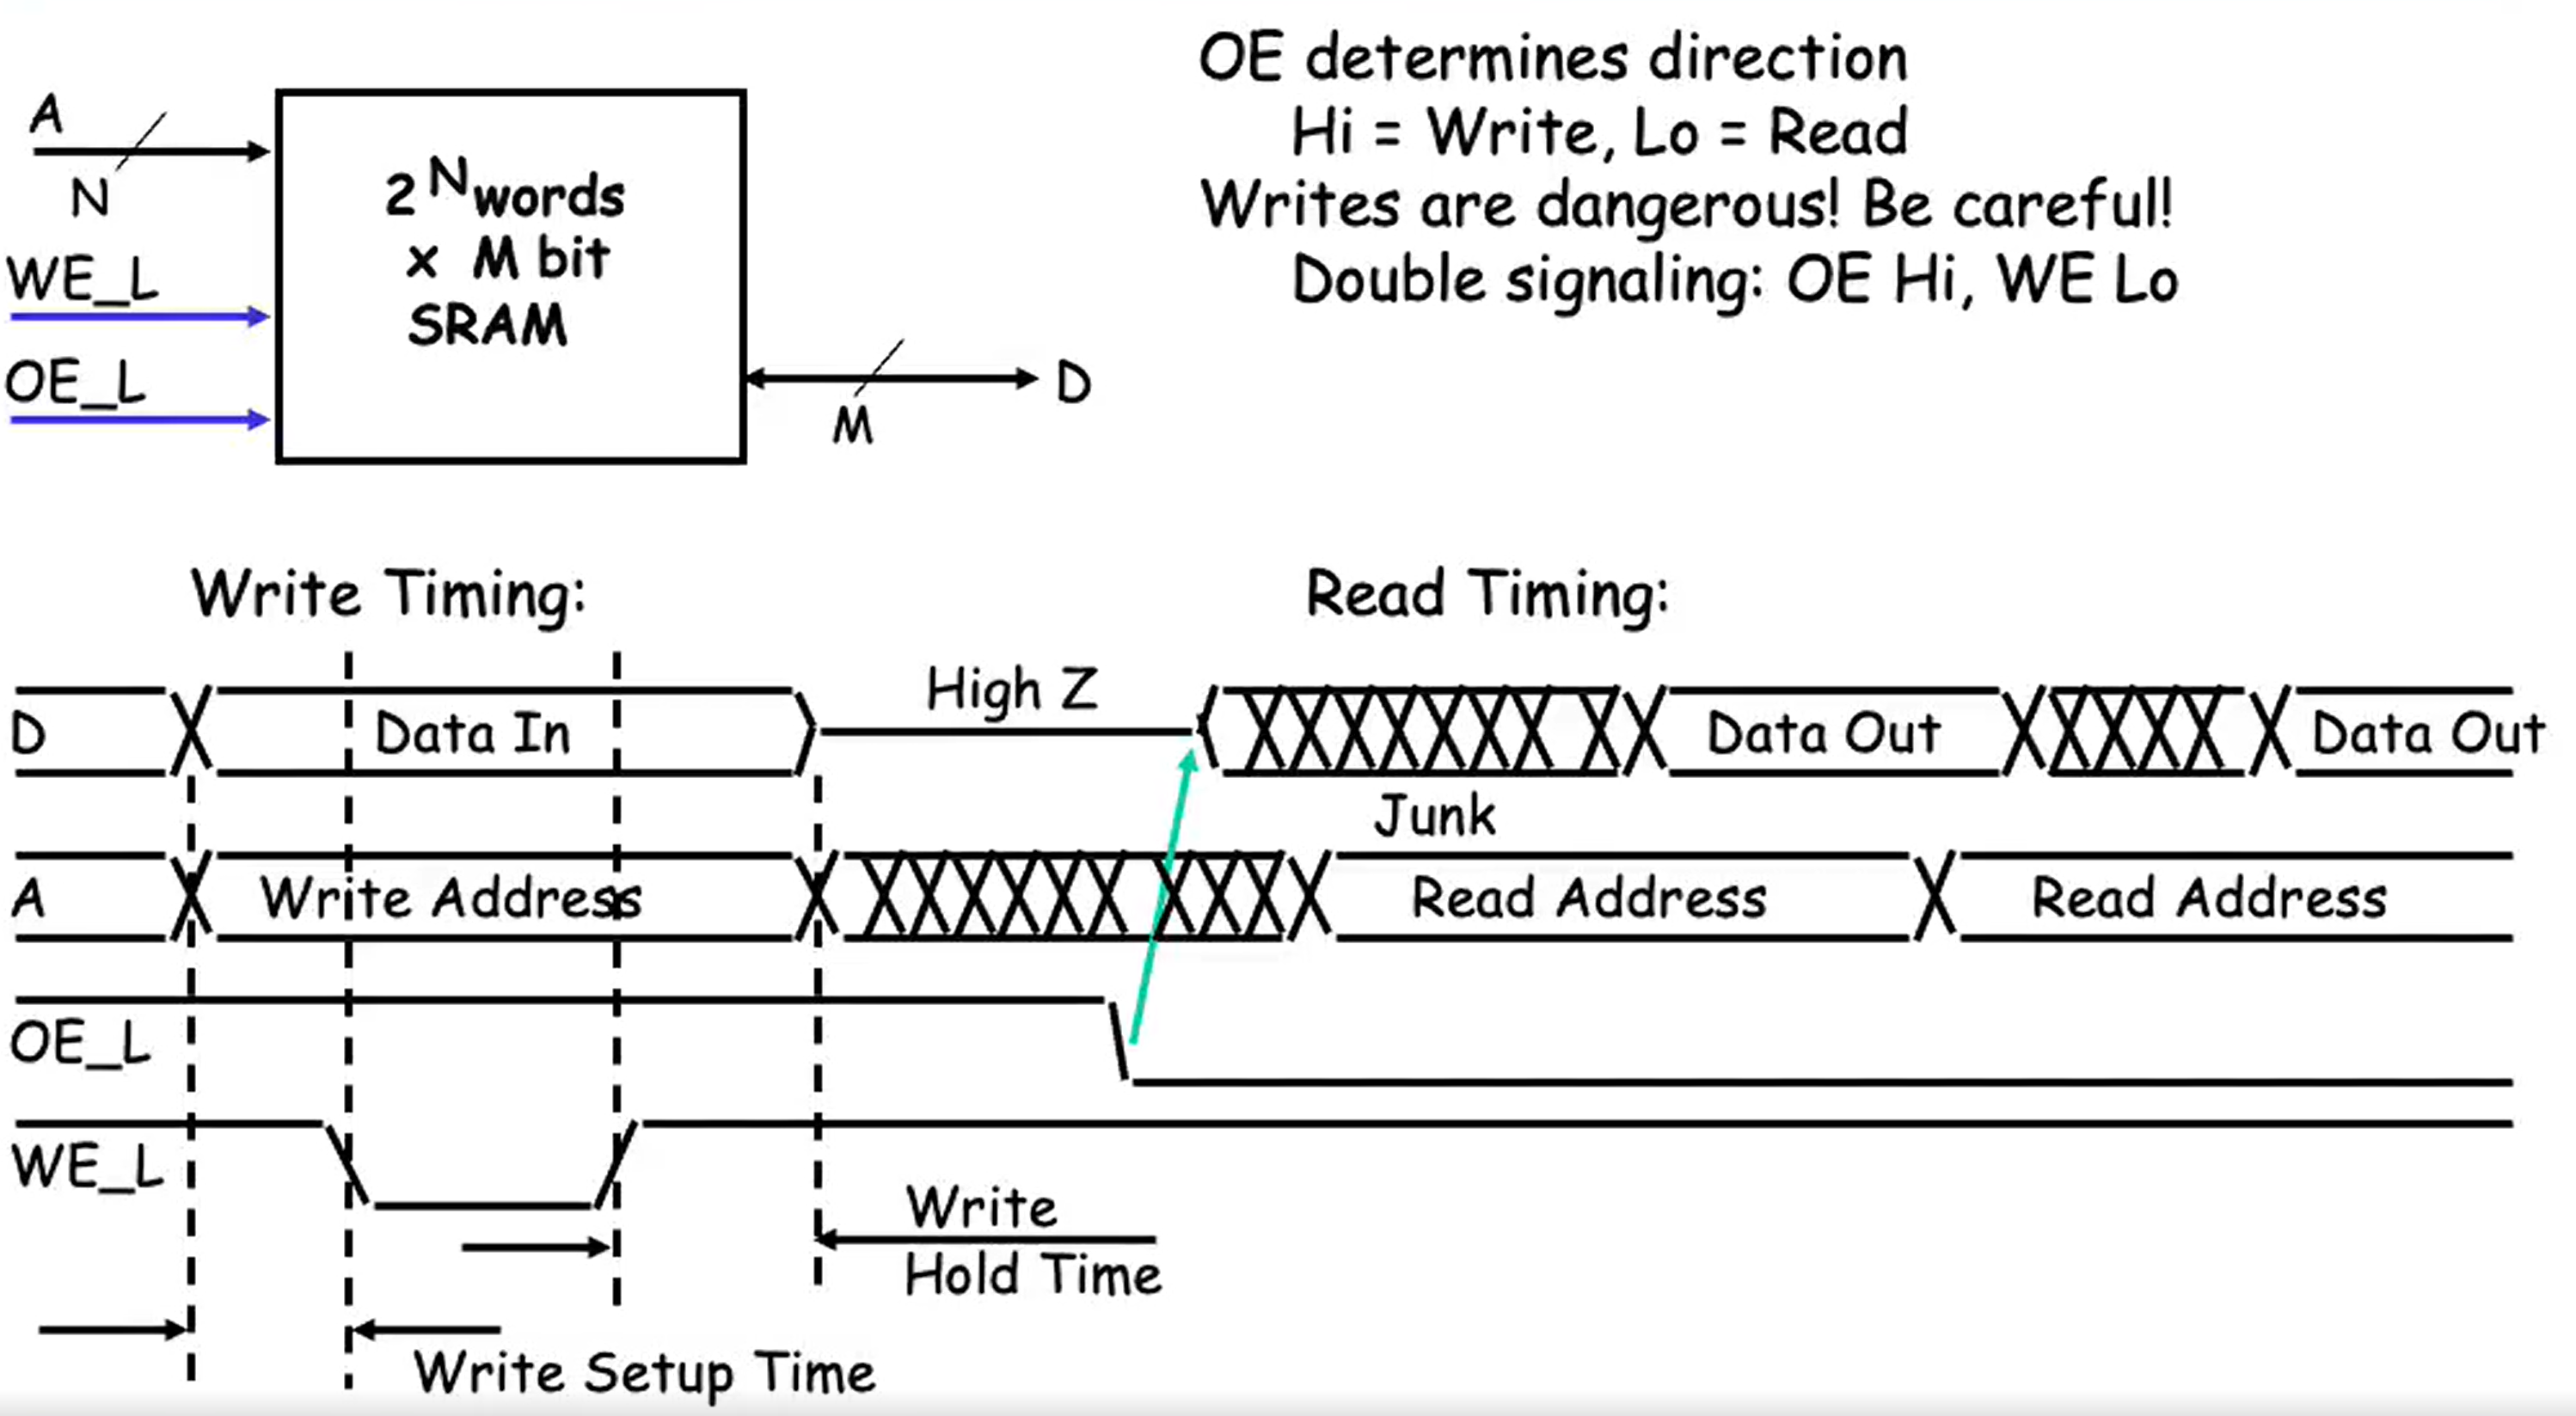 OE determines direction
Hi = Write, Lo = Read
Writes are dangerous! Be careful!
Double signaling: OE Hi, WE Lo
A
N
WE_L
OE_L
2 N words
x M bit
SRAM
D
M
Write Timing:
Read Timing:
D
Data In
High Z
Data Out
Data Out
Junk
A
Write Address
Read Address
Read Address
OE_L
WE_L
Write
Hold Time
Write Setup Time